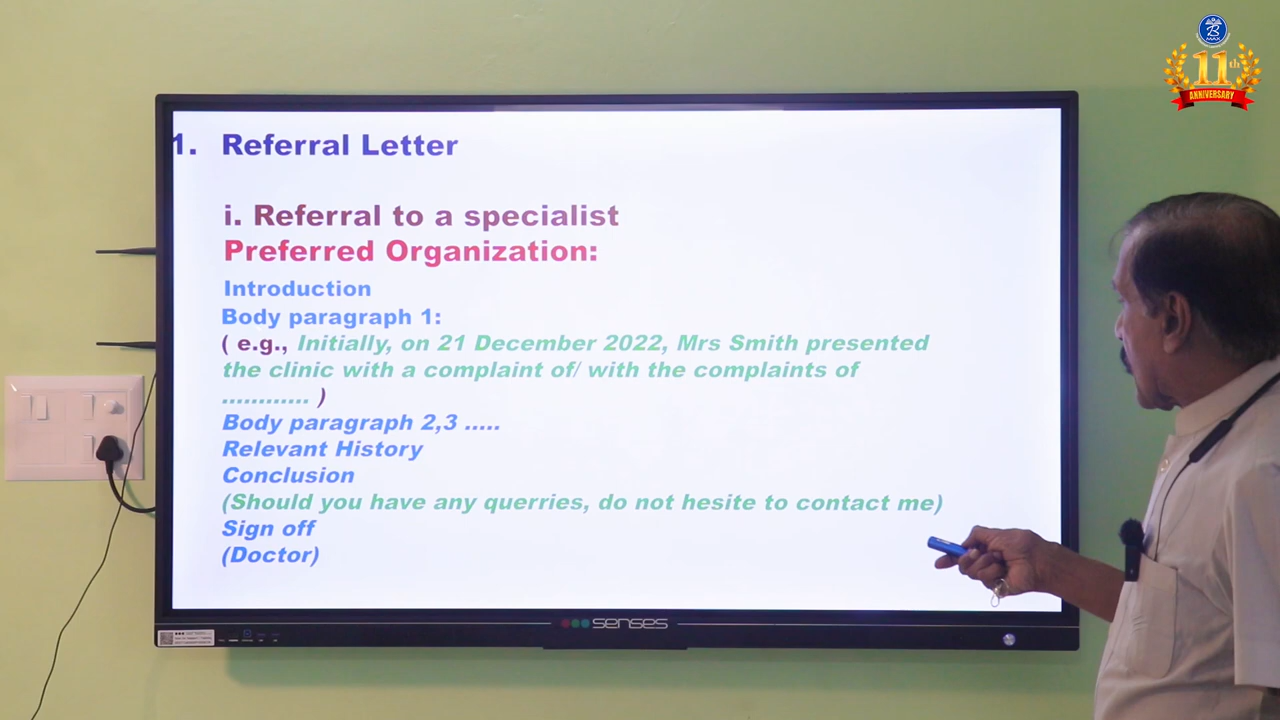 B
MAX
11th
ANNIVERSARY
1. Referral Letter
i. Referral to a specialist
Preferred Organization:
Introduction
Body paragraph 1:
( e.g., Initially, on 21 December 2022, Mrs Smith presented
the clinic with a complaint of/ with the complaints of
............ )
Body paragraph 2,3 .....
Relevant History
Conclusion
(Should you have any querries, do not hesite to contact me)
Sign off
(Doctor)
senses